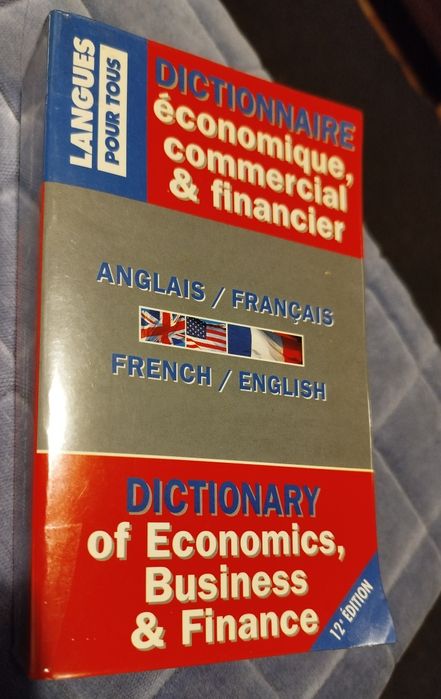 LANGUES
POUR TOUS
DICTIONNAIRE
économique,
commercial
& financier
ANGLAIS / FRANÇAIS
FRENCH / ENGLISH
DICTIONARY
of Economics,
Business
& Finance
12e ÉDITION